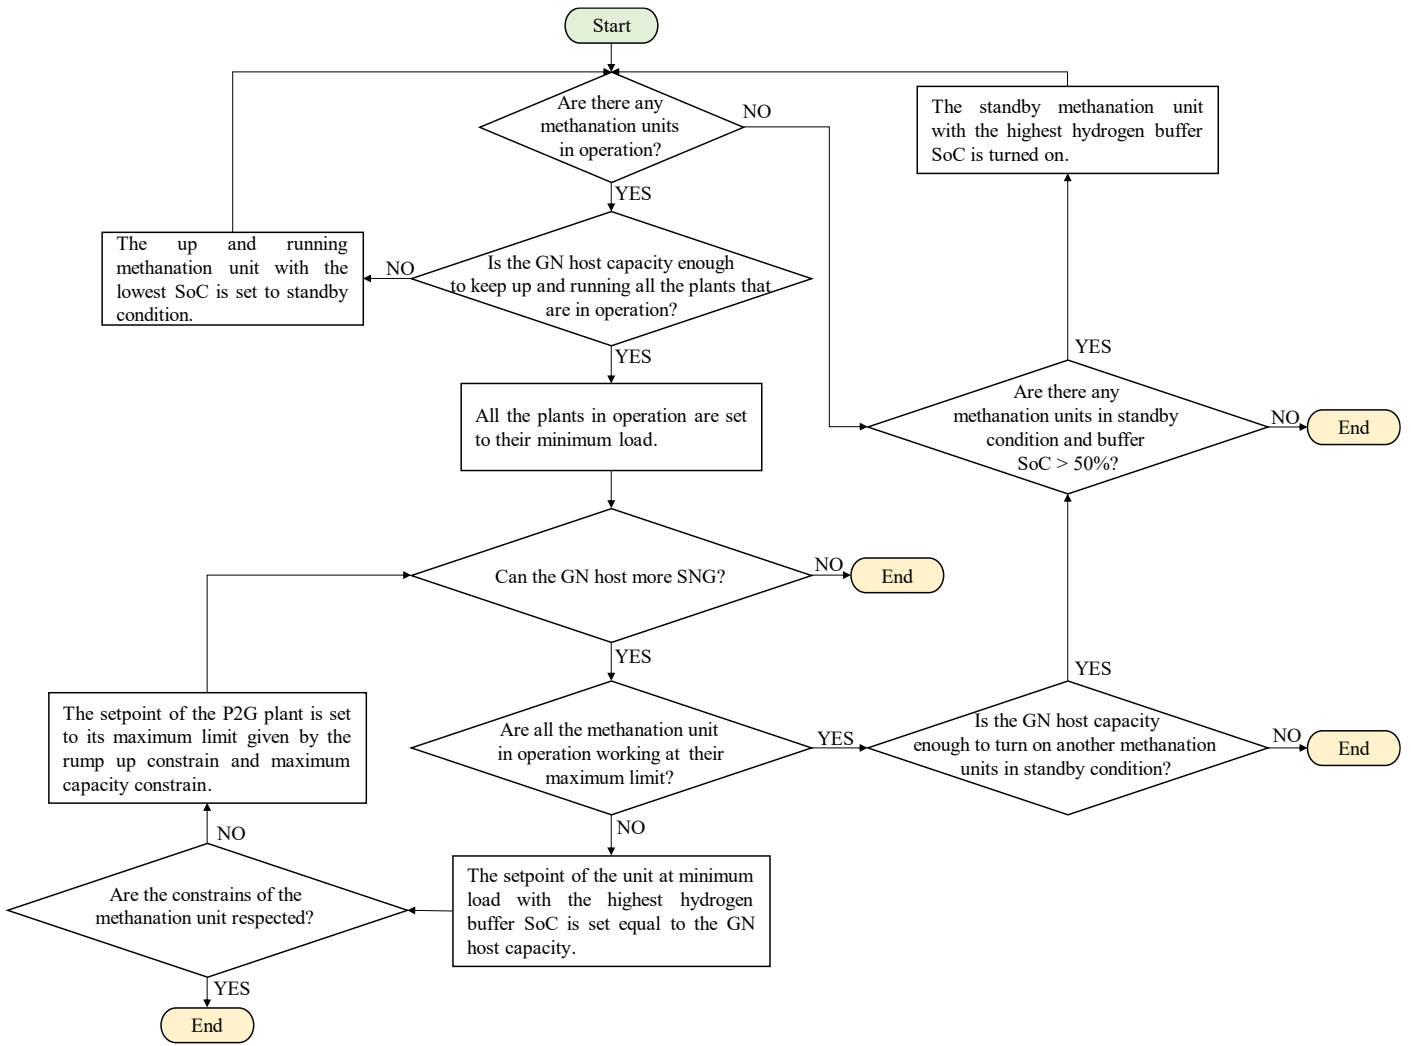 Start
Are there any
methanation units
in operation?
NO
The standby methanation unit
with the highest hydrogen buffer
SoC is turned on.
YES
The up and running
methanation unit with the
lowest SoC is set to standby
condition.
NO
Is the GN host capacity enough
to keep up and running all the plants that
are in operation?
YES
All the plants in operation are set
to their minimum load.
YES
Are there any
methanation units in standby
condition and buffer
SoC > 50%?
NO
End
Can the GN host more SNG?
NO
End
YES
YES
The setpoint of the P2G plant is set
to its maximum limit given by the
rump up constrain and maximum
capacity constrain.
Are all the methanation unit
in operation working at their
maximum limit?
YES
Is the GN host capacity
enough to turn on another methanation
units in standby condition?
NO
End
NO
NO
Are the constrains of the
methanation unit respected?
The setpoint of the unit at minimum
load with the highest hydrogen
buffer SoC is set equal to the GN
host capacity.
YES
End